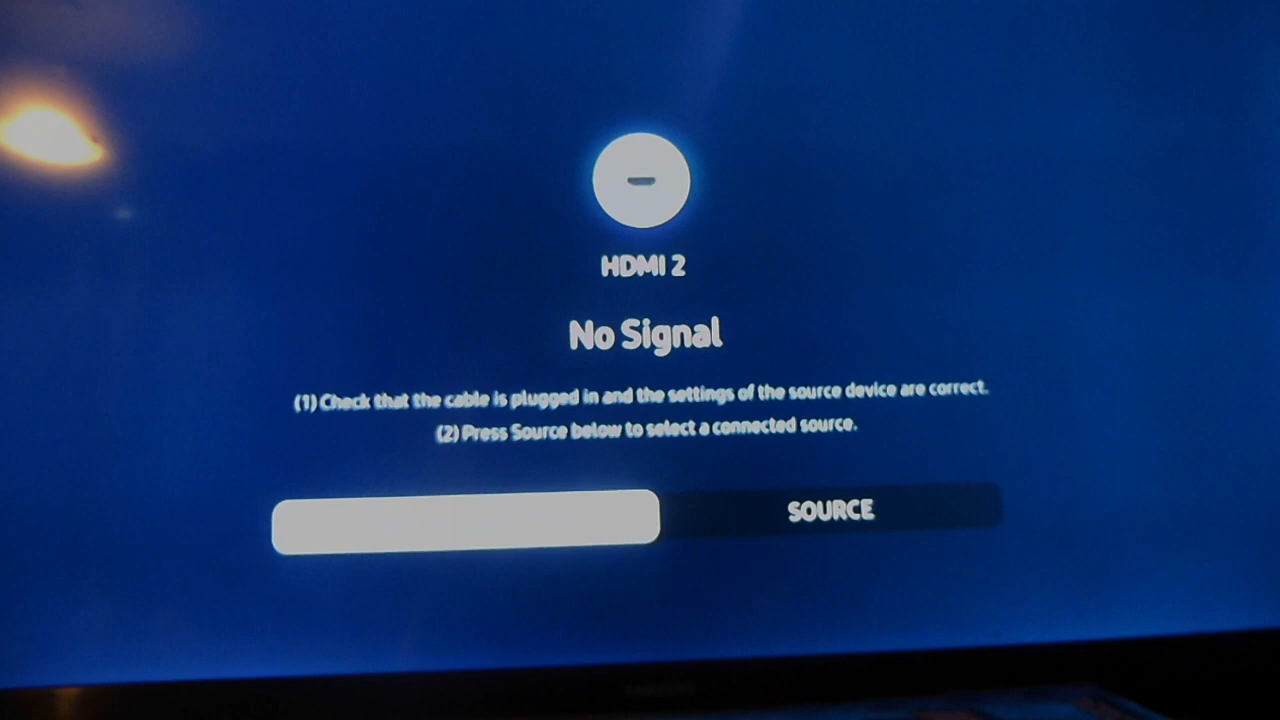 HDMI 2
No Signal
(1) Check that the cable is plugged in and the settings of the source device are correct.
(2) Press Source below to select a connected source.
SOURCE